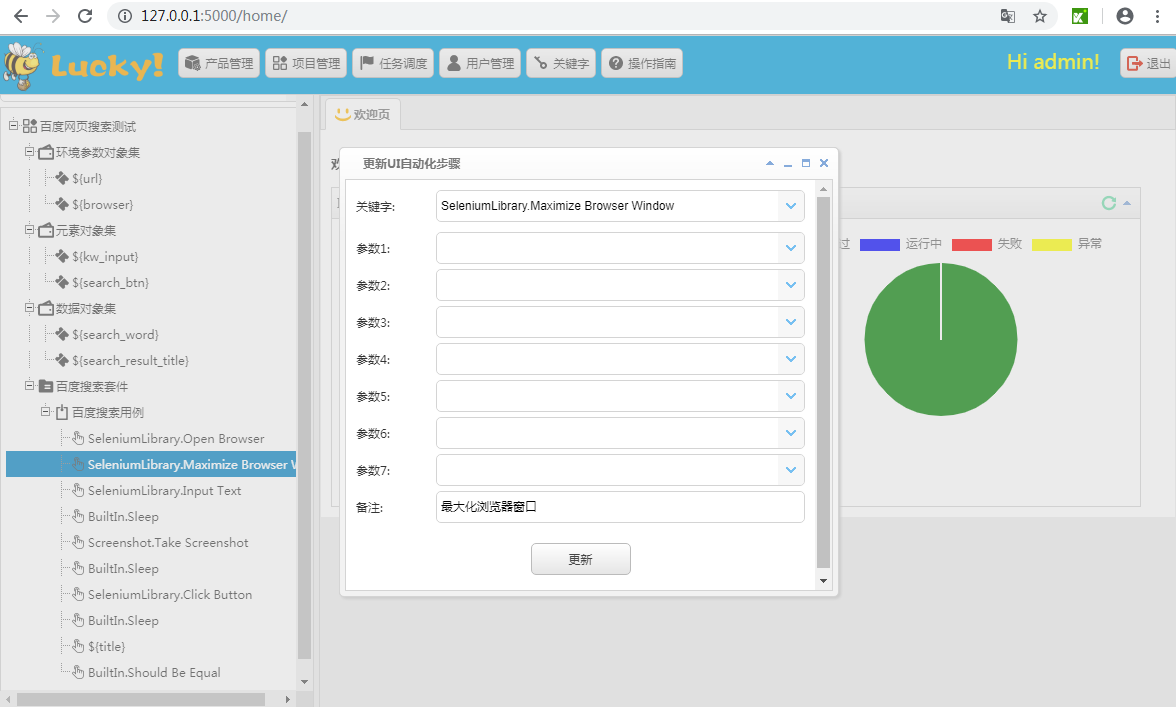 127.0.0.1:5000/home/
Lucky!
产品管理
项目管理
任务调度
用户管理
关键字
操作指南
Hi admin!
退出
百度网页搜索测试
环境参数对象集
${url}
${browser}
元素对象集
${kw_input}
${search_btn}
数据对象集
${search_word}
${search_result_title}
百度搜索套件
百度搜索用例
SeleniumLibrary.Open Browser
SeleniumLibrary.Maximize Browser
SeleniumLibrary.Input Text
BuiltIn.Sleep
Screenshot.Take Screenshot
BuiltIn.Sleep
SeleniumLibrary.Click Button
BuiltIn.Sleep
${title}
BuiltIn.Should Be Equal
欢迎页
过
运行中
失败
异常
更新UI自动化步骤
关键字:
SeleniumLibrary.Maximize Browser Window
参数1:
参数2:
参数3:
参数4:
参数5:
参数6:
参数7:
备注:
最大化浏览器窗口
更新